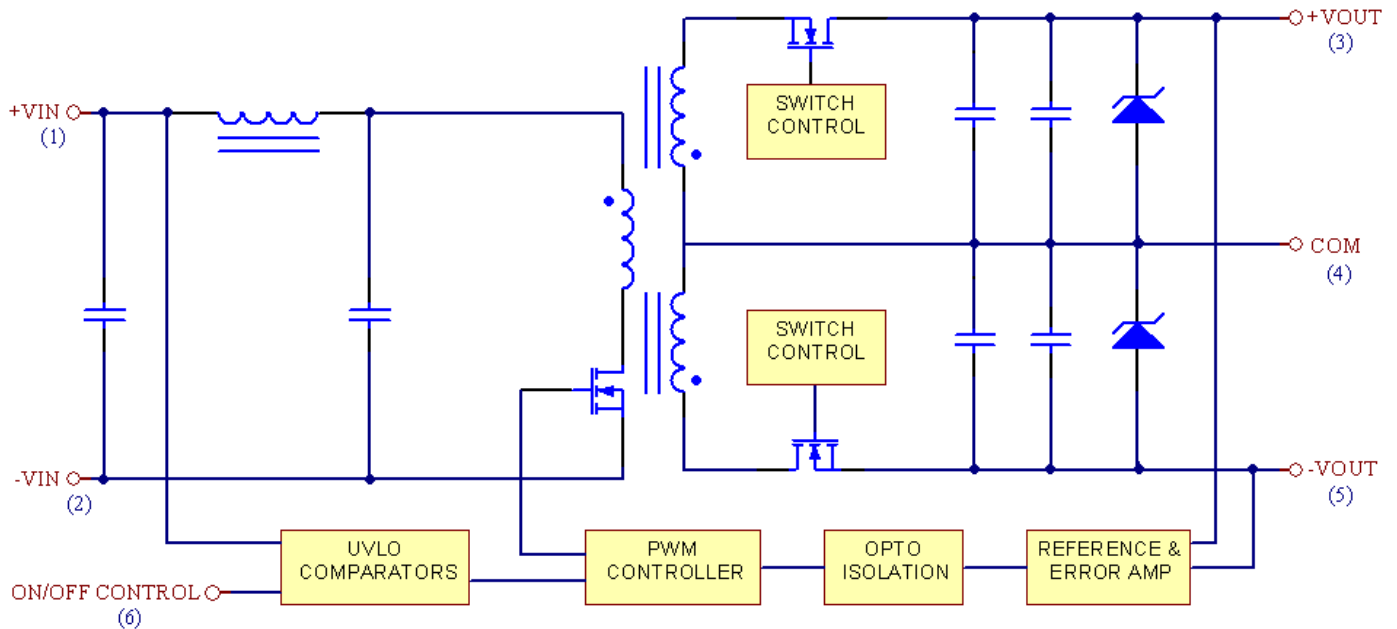 +VOUT
(3)
SWITCH
CONTROL
+VIN
(1)
COM
(4)
SWITCH
CONTROL
-VIN
(2)
-VOUT
(5)
UVLO
COMPARATORS
PWM
CONTROLLER
OPTO
ISOLATION
REFERENCE &
ERROR AMP
ON/OFF CONTROL
(6)